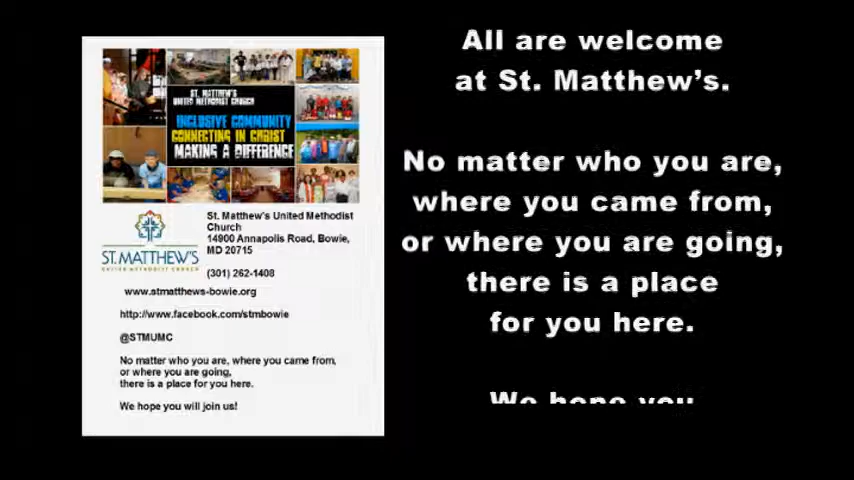 ST. MATTHEW'S
UNITED METHODIST CHURCH
INCLUSIVE COMMUNITY
CONNECTING IN CHRIST
MAKING A DIFFERENCE
ST. MATTHEW'S
UNITED METHODIST CHURCH
St. Matthew's United Methodist
Church
14900 Annapolis Road, Bowie,
MD 20715
(301) 262-1408
www.stmatthews-bowie.org
http://www.facebook.com/stmbowie
@STMUMC
No matter who you are, where you came from,
or where you are going,
there is a place for you here.
We hope you will join us!
All are welcome
at St. Matthew’s.
No matter who you are,
where you came from,
or where you are going,
there is a place
for you here.
We hope you